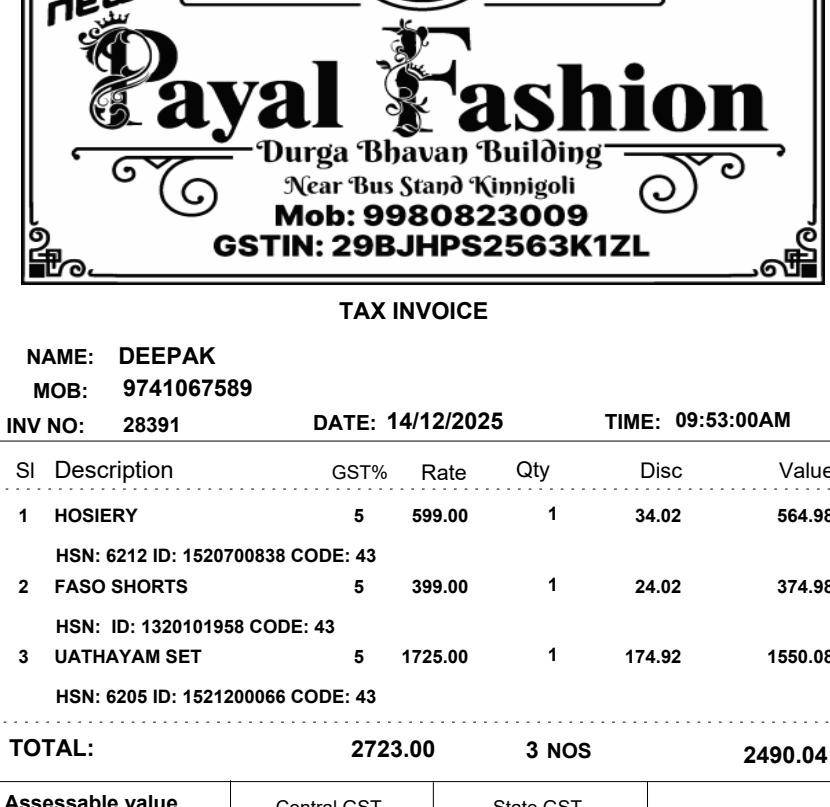 new
Payal Fashion
Durga Bhavan Building
Near Bus Stand Kinnigoli
Mob: 9980823009
GSTIN: 29BJHPS2563K1ZL
TAX INVOICE
NAME: DEEPAK
MOB: 9741067589
INV NO: 28391 DATE: 14/12/2025 TIME: 09:53:00AM
Sl Description GST% Rate Qty Disc Value
1 HOSIERY 5 599.00 1 34.02 564.98
HSN: 6212 ID: 1520700838 CODE: 43
2 FASO SHORTS 5 399.00 1 24.02 374.98
HSN: ID: 1320101958 CODE: 43
3 UATHAYAM SET 5 1725.00 1 174.92 1550.08
HSN: 6205 ID: 1521200066 CODE: 43
TOTAL: 2723.00 3 NOS 2490.04
Assessable value Central GST State GST